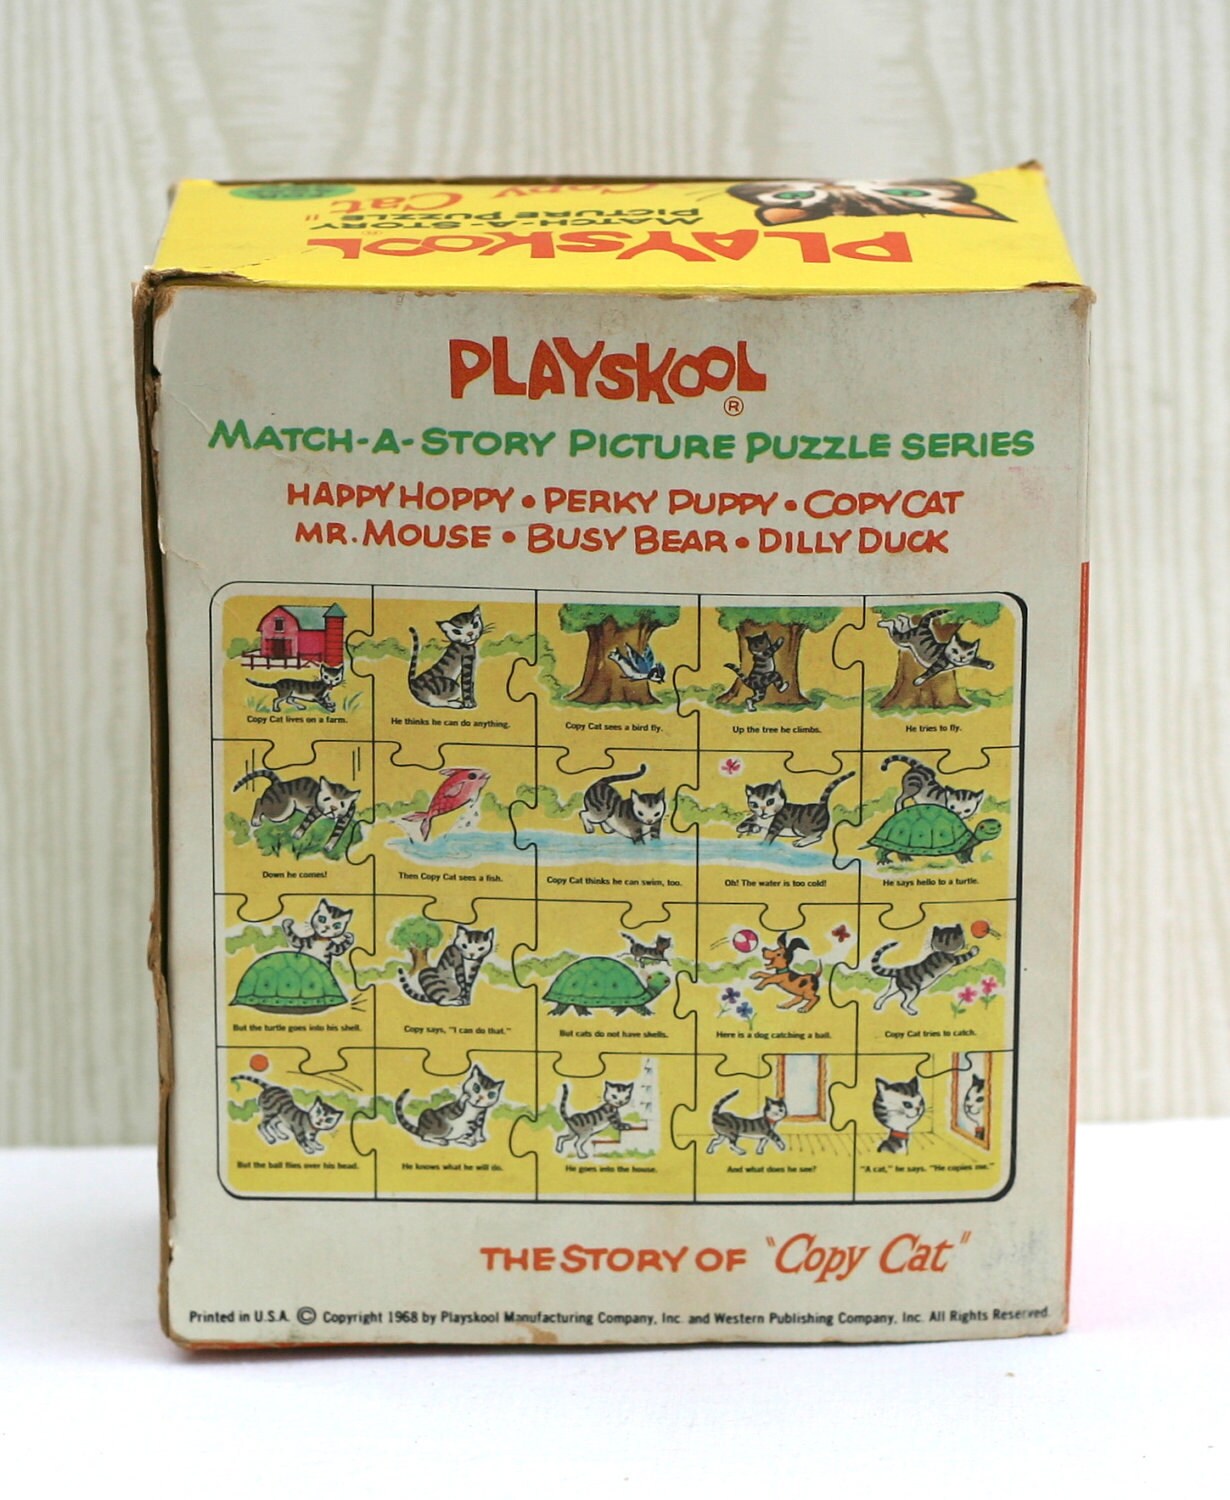 PLAYSKOOL®
MATCH-A-STORY
PICTURE PUZZLE
Copy Cat"
PLAYSKOOL
®
MATCH-A-STORY PICTURE PUZZLE SERIES
HAPPY HOPPY • PERKY PUPPY • COPY CAT
MR. MOUSE • BUSY BEAR • DILLY DUCK
Copy Cat lives on a farm.
He thinks he can do anything.
Copy Cat sees a bird fly.
Up the tree he climbs.
He tries to fly.
Down he comes!
Then Copy Cat sees a fish.
Copy Cat thinks he can swim, too.
Oh! The water is too cold!
He says hello to a turtle.
But the turtle goes into his shell.
Copy says, "I can do that."
But cats do not have shells.
Here is a dog catching a ball.
Copy Cat tries to catch.
But the ball flies over his head.
He knows what he will do.
He goes into the house.
And what does he see?
"A cat," he says. "He copies me."
THE STORY OF "Copy Cat"
Printed in U.S.A. © Copyright 1968 by Playskool Manufacturing Company, Inc. and Western Publishing Company, Inc. All Rights Reserved.